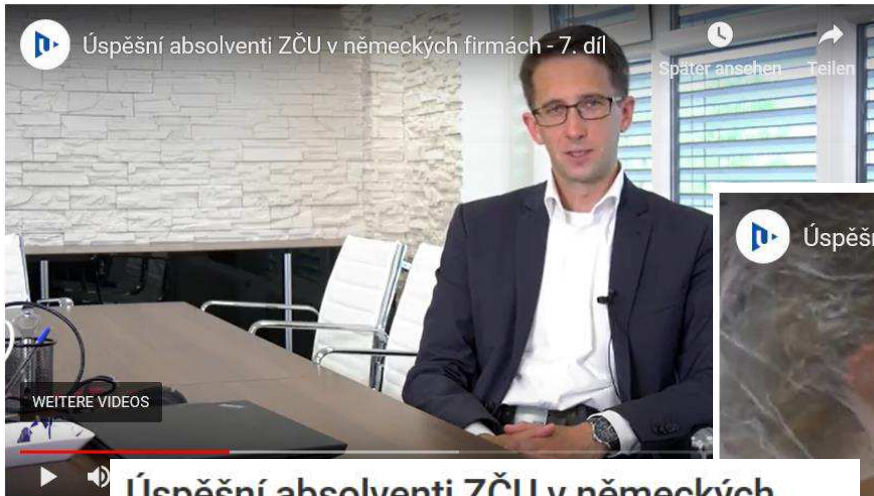 Úspěšní absolventi ZČU v německých firmách - 7. díl
Später ansehen
Teilen
Úspěšn
WEITERE VIDEOS
Úspěšní absolventi ZČU v německých